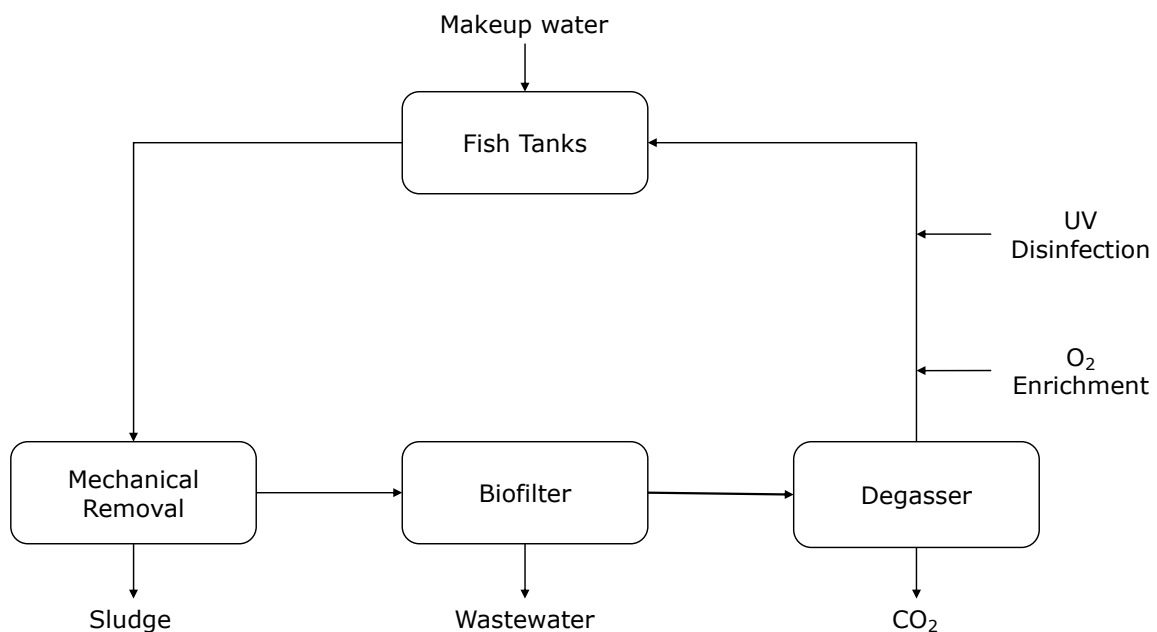 Makeup water
Fish Tanks
UV
Disinfection
O₂
Enrichment
Mechanical
Removal
Biofilter
Degasser
Sludge
Wastewater
CO₂